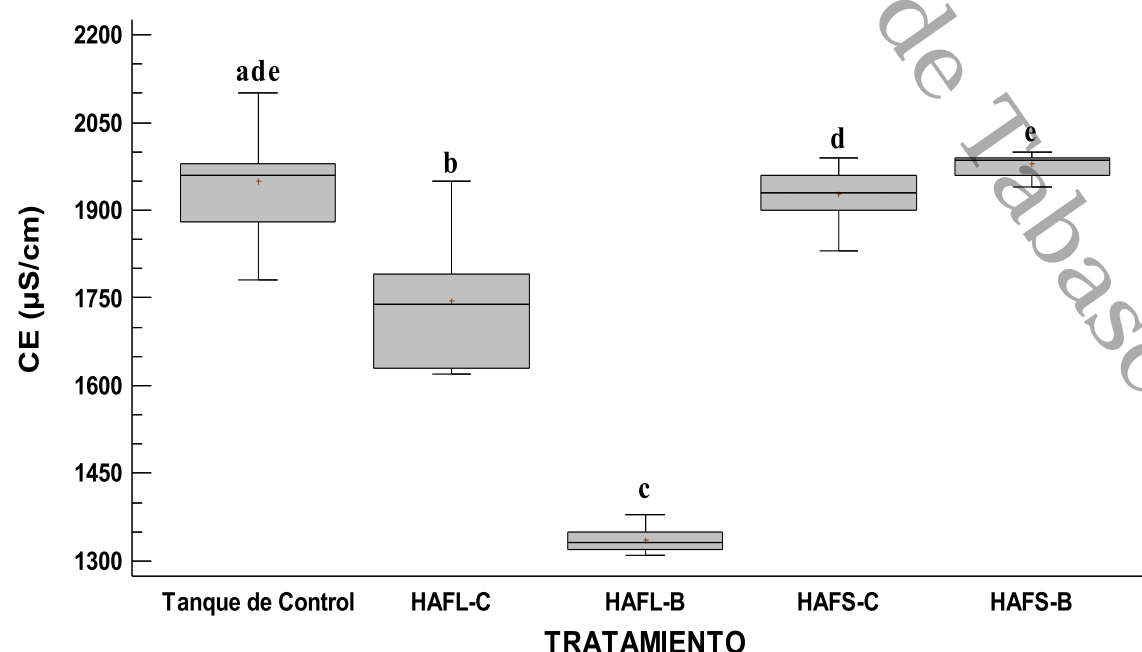 2200
2050
1900
1750
1600
1450
1300
CE (µS/cm)
ade
b
c
d
e
Tanque de Control HAFL-C HAFL-B HAFS-C HAFS-B
TRATAMIENTO
de Tabasc